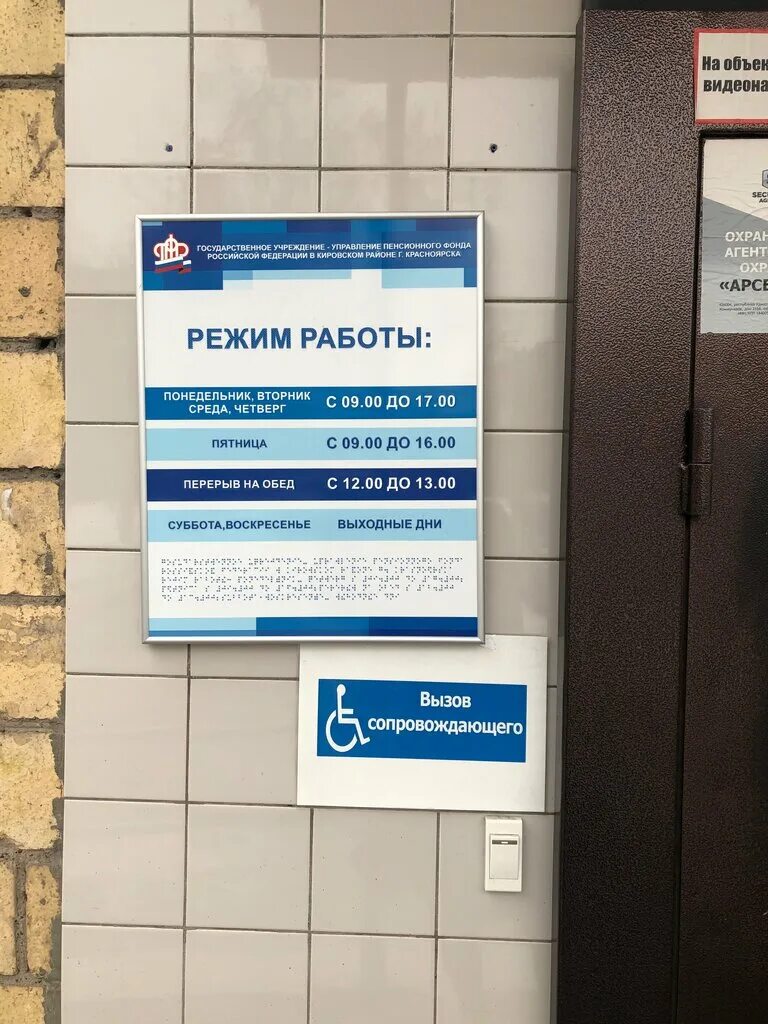 На объек
видеона
ГОСУДАРСТВЕННОЕ УЧРЕЖДЕНИЕ - УПРАВЛЕНИЕ ПЕНСИОННОГО ФОНДА
РОССИЙСКОЙ ФЕДЕРАЦИИ В КИРОВСКОМ РАЙОНЕ Г. КРАСНОЯРСКА
РЕЖИМ РАБОТЫ:
ПОНЕДЕЛЬНИК, ВТОРНИК
СРЕДА, ЧЕТВЕРГ С 09.00 ДО 17.00
ПЯТНИЦА С 09.00 ДО 16.00
ПЕРЕРЫВ НА ОБЕД С 12.00 ДО 13.00
СУББОТА,ВОСКРЕСЕНЬЕ ВЫХОДНЫЕ ДНИ
Вызов
сопровождающего
SEC
AG
ОХРАН
АГЕНТ
ОХР
«АРСЕ